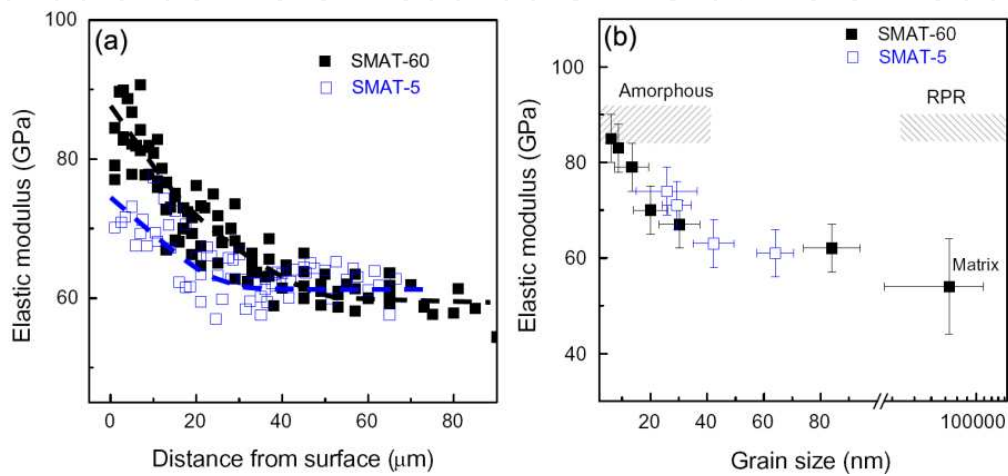 (a)
SMAT-60
SMAT-5
100
80
60
40
Elastic modulus (GPa)
0
20
40
60
80
Distance from surface (μm)
(b)
SMAT-60
SMAT-5
Amorphous
RPR
Matrix
100
80
60
40
Elastic modulus (GPa)
20
40
60
80
100000
Grain size (nm)